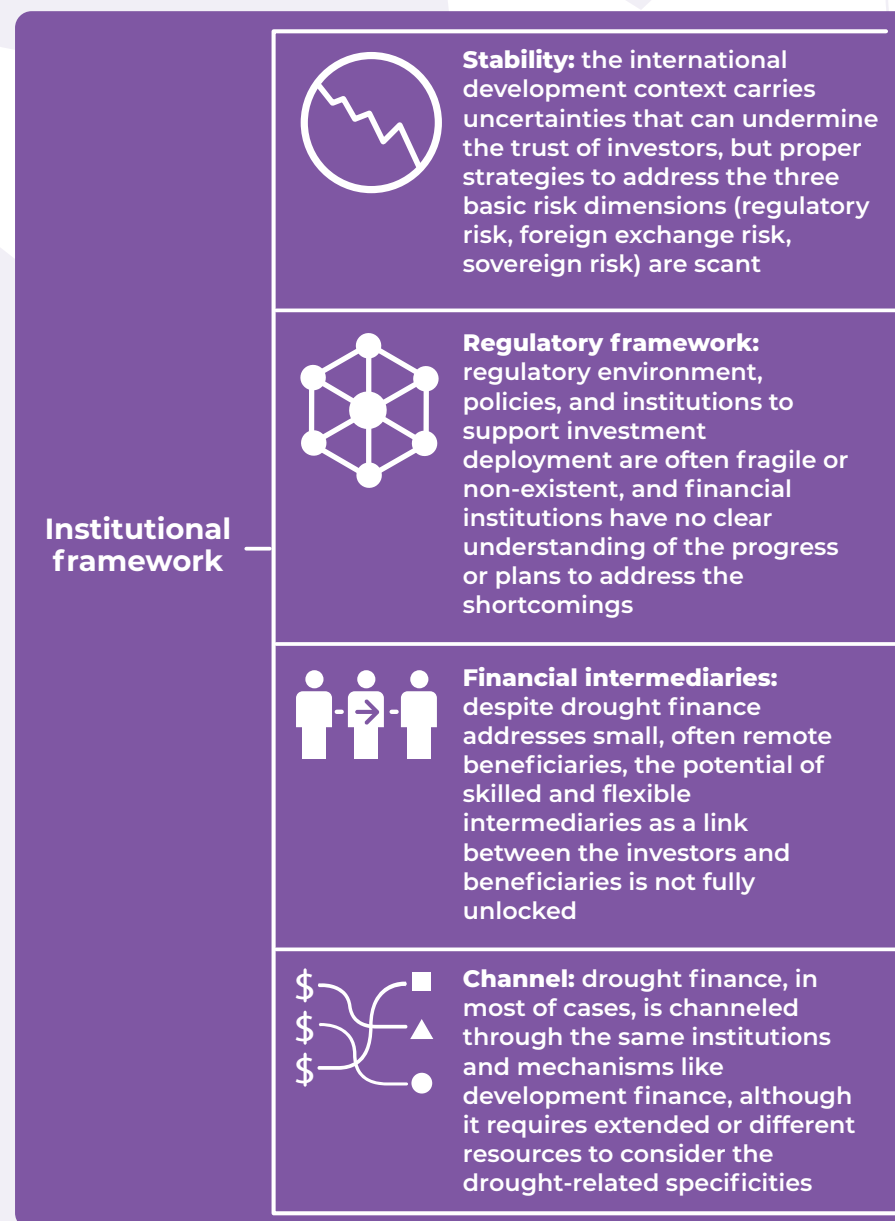 Institutional
framework
Stability: the international
development context carries
uncertainties that can undermine
the trust of investors, but proper
strategies to address the three
basic risk dimensions (regulatory
risk, foreign exchange risk,
sovereign risk) are scant
Regulatory framework:
regulatory environment,
policies, and institutions to
support investment
deployment are often fragile or
non-existent, and financial
institutions have no clear
understanding of the progress
or plans to address the
shortcomings
Financial intermediaries:
despite drought finance
addresses small, often remote
beneficiaries, the potential of
skilled and flexible
intermediaries as a link
between the investors and
beneficiaries is not fully
unlocked
$
$
$
Channel: drought finance, in
most of cases, is channeled
through the same institutions
and mechanisms like
development finance, although
it requires extended or different
resources to consider the
drought-related specificities